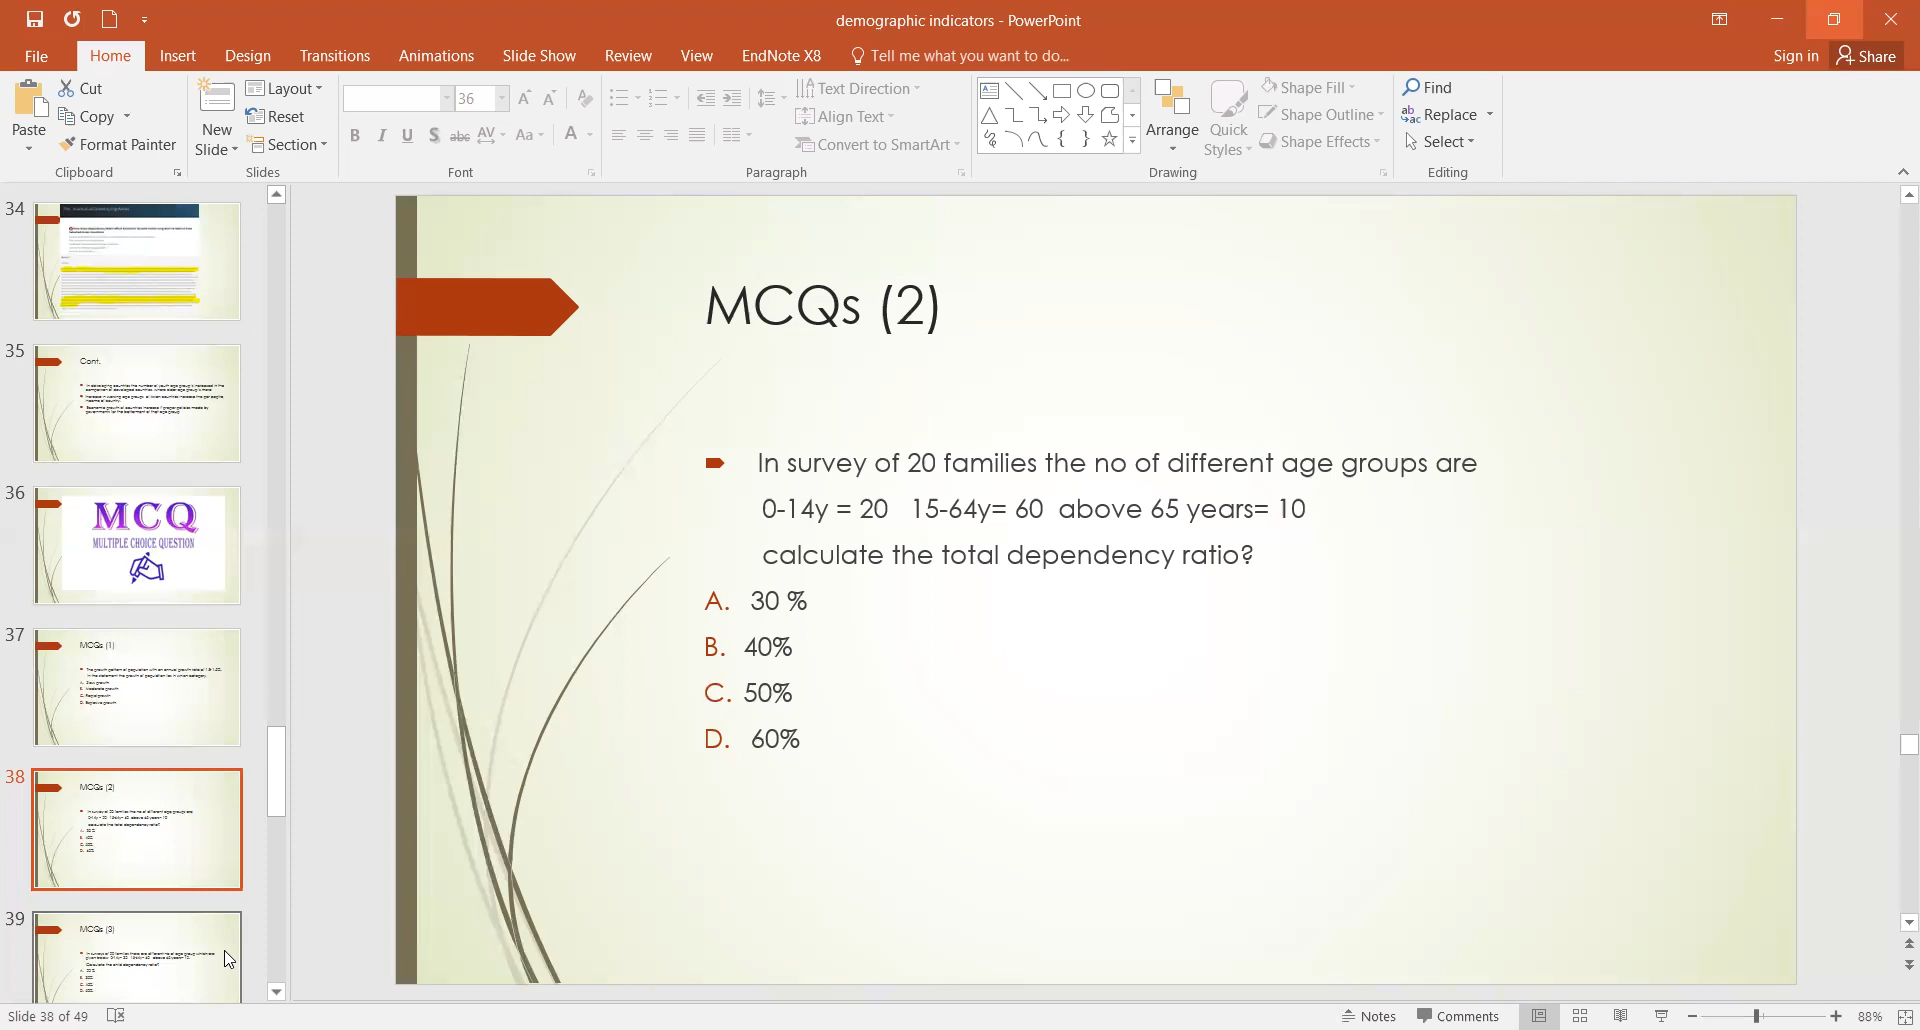 demographic indicators - PowerPoint
File Home Insert Design Transitions Animations Slide Show Review View EndNote X8 Tell me what you want to do... Sign in Share
Paste Cut
Copy
Format Painter
Clipboard
New Slide Layout
Reset
Section
Slides
36
B I U S abc AV Aa A
Font
Text Direction
Align Text
Convert to SmartArt
Paragraph
Arrange
Quick Styles
Shape Fill
Shape Outline
Shape Effects
Drawing
Find
Replace
Select
Editing
34
35
Cont.
36
MCQ
MULTIPLE CHOICE QUESTION
37
MCQs (1)
38
MCQs (2)
39
MCQs (3)
MCQs (2)
In survey of 20 families the no of different age groups are
0-14y = 20 15-64y= 60 above 65 years= 10
calculate the total dependency ratio?
A. 30 %
B. 40%
C. 50%
D. 60%
Slide 38 of 49 Notes Comments 88%